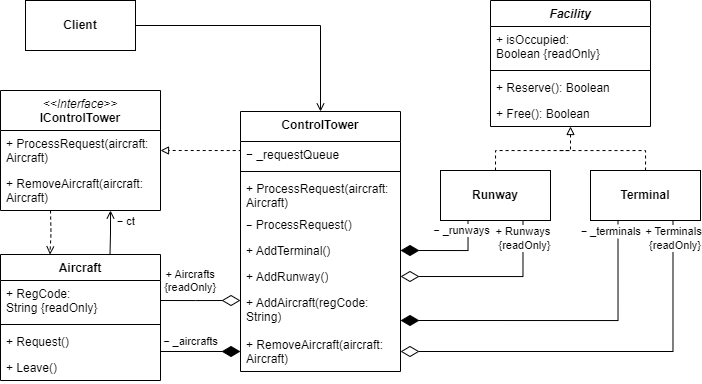 Client
Facility
+ isOccupied:
Boolean {readOnly}
+ Reserve(): Boolean
+ Free(): Boolean
<<Interface>>
IControlTower
+ ProcessRequest(aircraft:
Aircraft)
+ RemoveAircraft(aircraft:
Aircraft)
ControlTower
− _requestQueue
+ ProcessRequest(aircraft:
Aircraft)
− ProcessRequest()
+ AddTerminal()
+ AddRunway()
+ AddAircraft(regCode:
String)
+ RemoveAircraft(aircraft:
Aircraft)
Runway
Terminal
− _runways
+ Runways
{readOnly}
− _terminals
+ Terminals
{readOnly}
− ct
Aircraft
+ RegCode:
String {readOnly}
+ Request()
+ Leave()
+ Aircrafts
{readOnly}
− _aircrafts